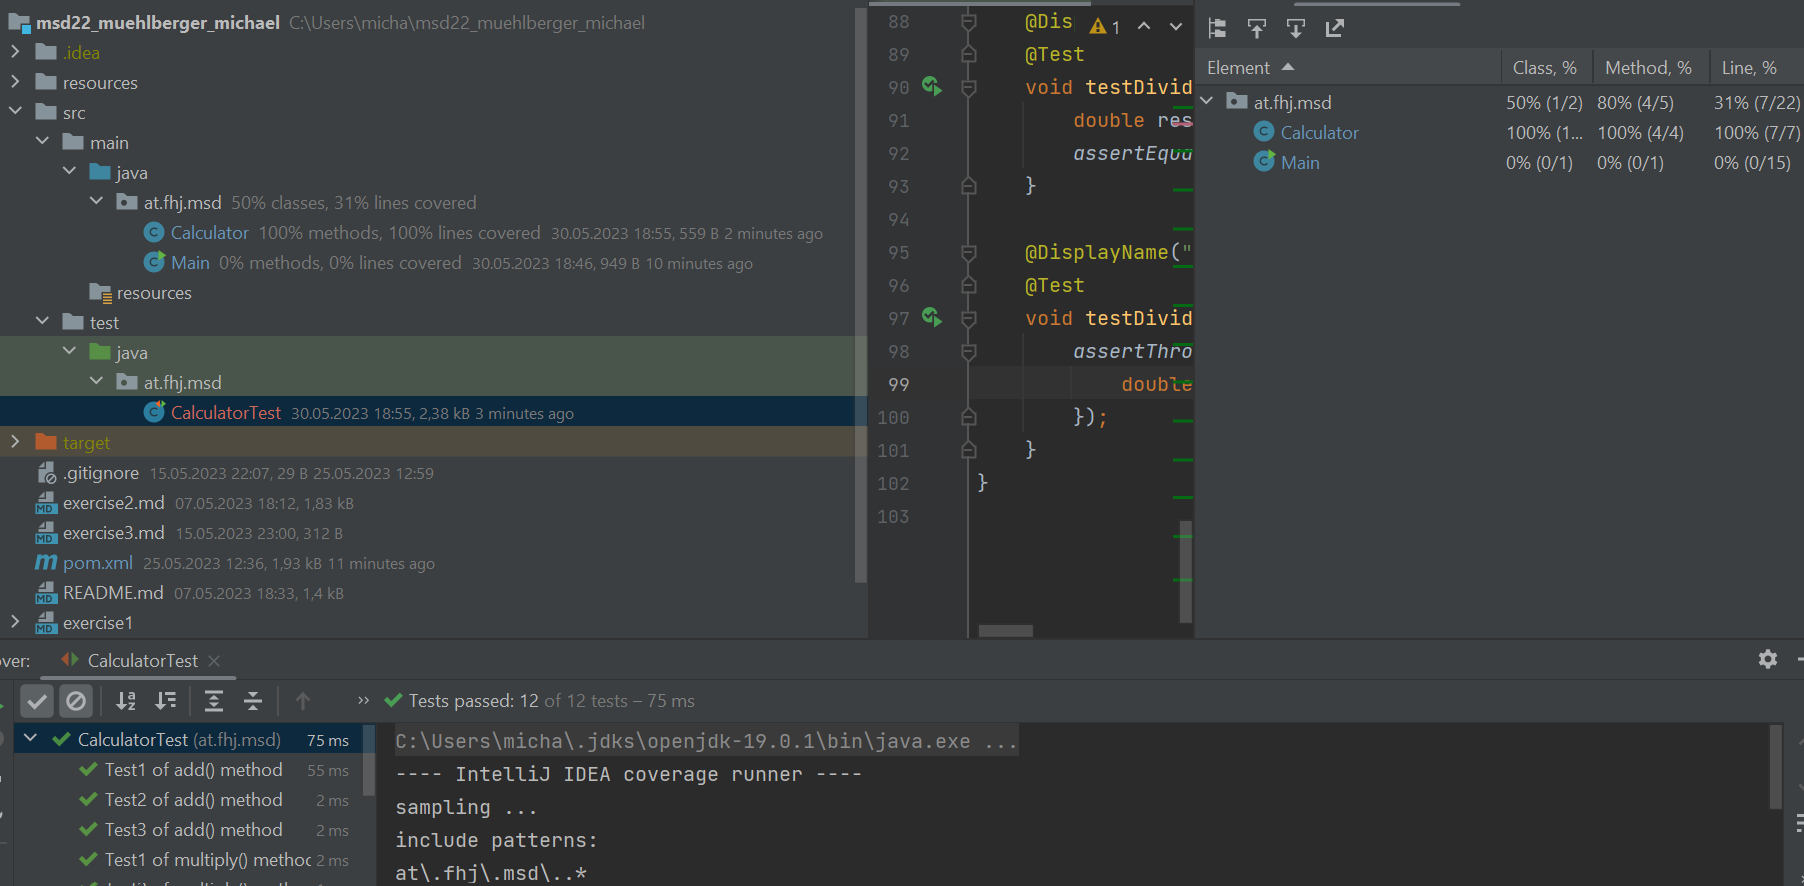 msd22_muehlberger_michael C:\Users\micha\msd22_muehlberger_michael
.idea
resources
src
main
java
at.fhj.msd 50% classes, 31% lines covered
Calculator 100% methods, 100% lines covered 30.05.2023 18:55, 559 B 2 minutes ago
Main 0% methods, 0% lines covered 30.05.2023 18:46, 949 B 10 minutes ago
resources
test
java
at.fhj.msd
CalculatorTest 30.05.2023 18:55, 2,38 kB 3 minutes ago
target
.gitignore 15.05.2023 22:07, 29 B 25.05.2023 12:59
exercise2.md 07.05.2023 18:12, 1,83 kB
exercise3.md 15.05.2023 23:00, 312 B
pom.xml 25.05.2023 12:36, 1,93 kB 11 minutes ago
README.md 07.05.2023 18:33, 1,4 kB
exercise1
88 @Dis 1
89 @Test
90 void testDivid
91 double res
92 assertEqua
93 }
94
95 @DisplayName("
96 @Test
97 void testDivid
98 assertThro
99 double
100 });
101 }
102 }
103
Element Class, % Method, % Line, %
at.fhj.msd 50% (1/2) 80% (4/5) 31% (7/22)
Calculator 100% (1... 100% (4/4) 100% (7/7)
Main 0% (0/1) 0% (0/1) 0% (0/15)
over: CalculatorTest
Tests passed: 12 of 12 tests – 75 ms
CalculatorTest (at.fhj.msd) 75 ms
Test1 of add() method 55 ms
Test2 of add() method 2 ms
Test3 of add() method 2 ms
Test1 of multiply() method 2 ms
C:\Users\micha\.jdks\openjdk-19.0.1\bin\java.exe ...
---- IntelliJ IDEA coverage runner ----
sampling ...
include patterns:
at\.fhj\.msd\..*